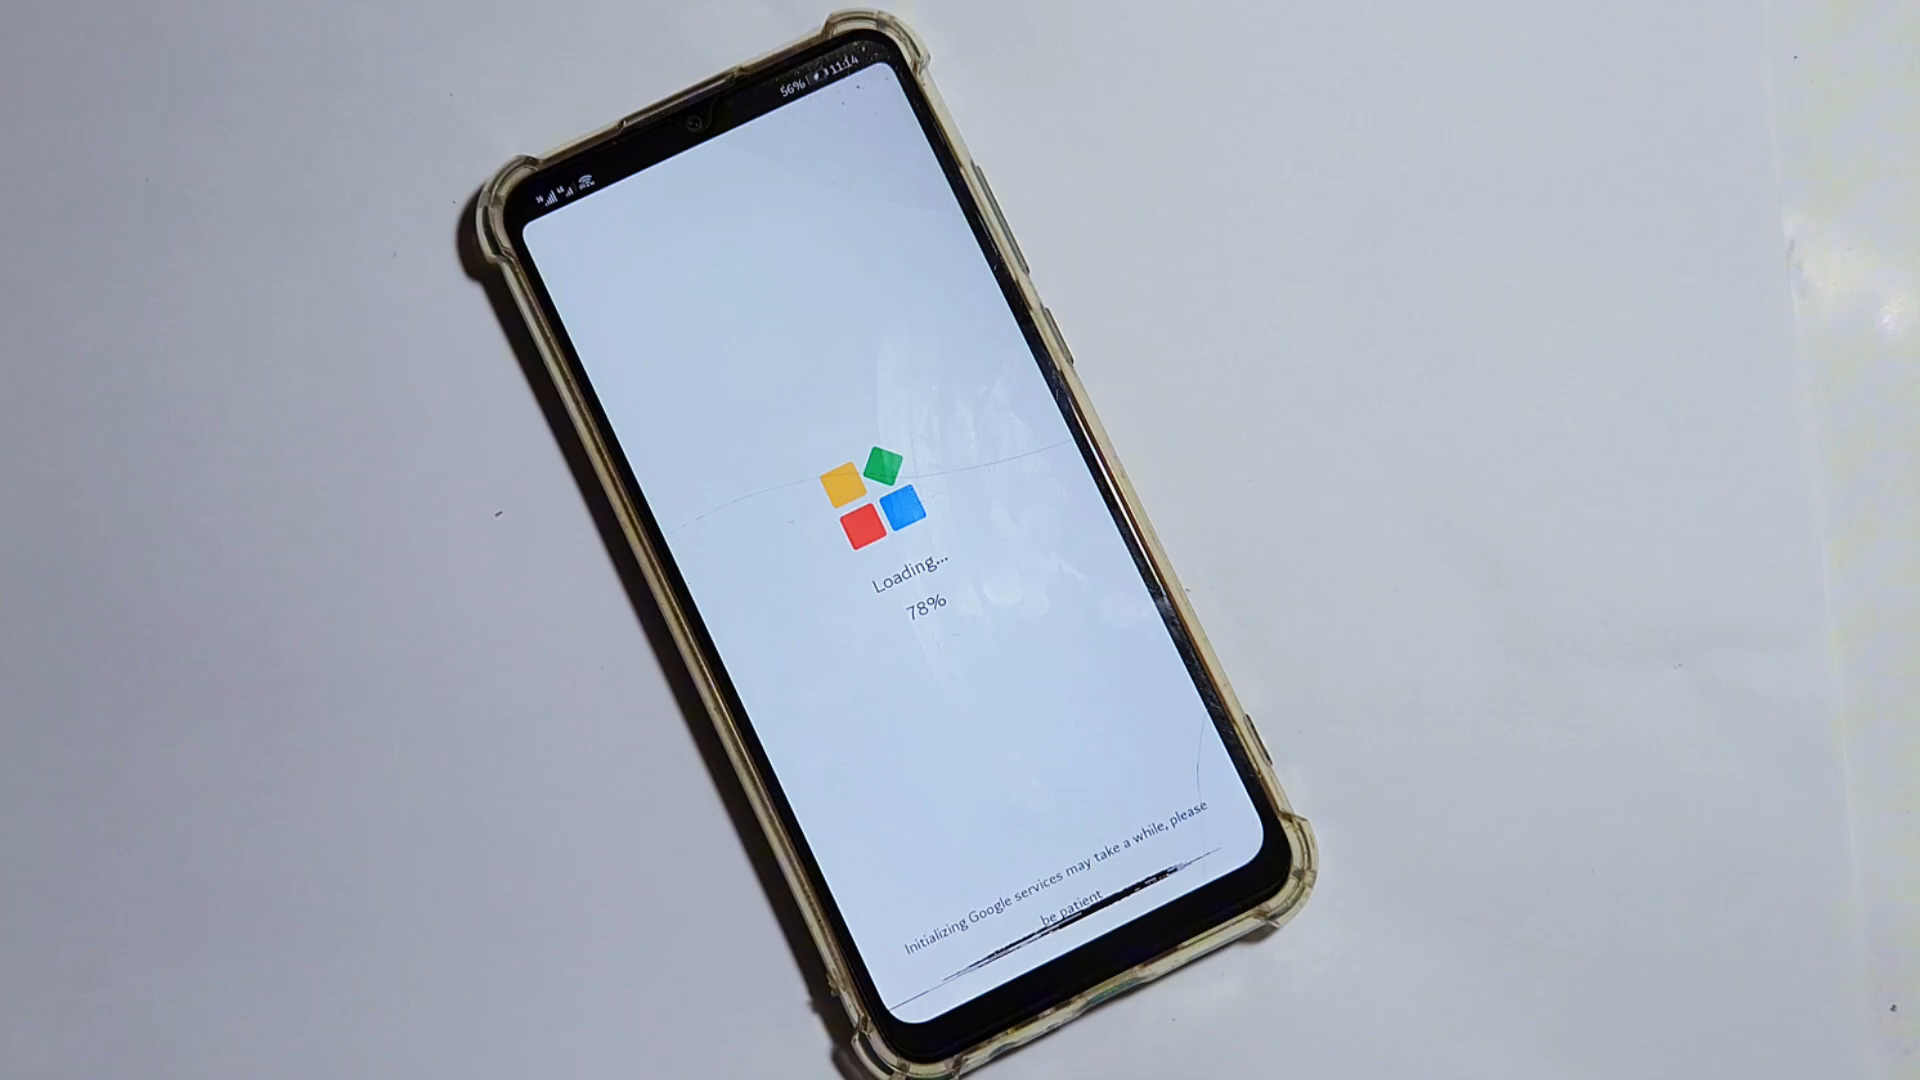 56% 11:14
Loading...
78%
Initializing Google services may take a while, please
be patient